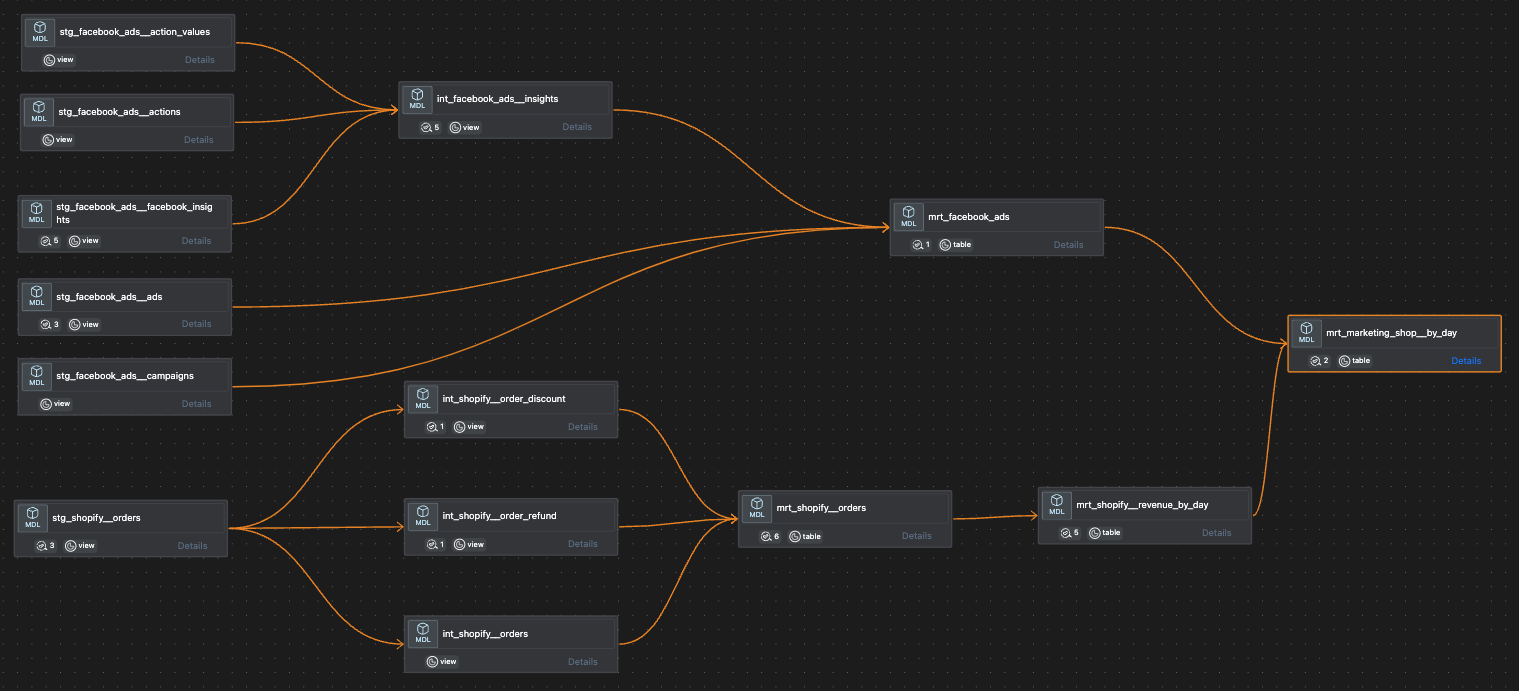 MDL
stg_facebook_ads__action_values
view
Details
MDL
stg_facebook_ads__actions
view
Details
MDL
stg_facebook_ads__facebook_insig
hts
5
view
Details
MDL
stg_facebook_ads__ads
3
view
Details
MDL
stg_facebook_ads__campaigns
view
Details
MDL
stg_shopify__orders
3
view
Details
MDL
int_facebook_ads__insights
5
view
Details
MDL
int_shopify__order_discount
1
view
Details
MDL
int_shopify__order_refund
1
view
Details
MDL
int_shopify__orders
view
Details
MDL
mrt_facebook_ads
1
table
Details
MDL
mrt_shopify__orders
6
table
Details
MDL
mrt_shopify__revenue_by_day
5
table
Details
MDL
mrt_marketing_shop__by_day
2
table
Details